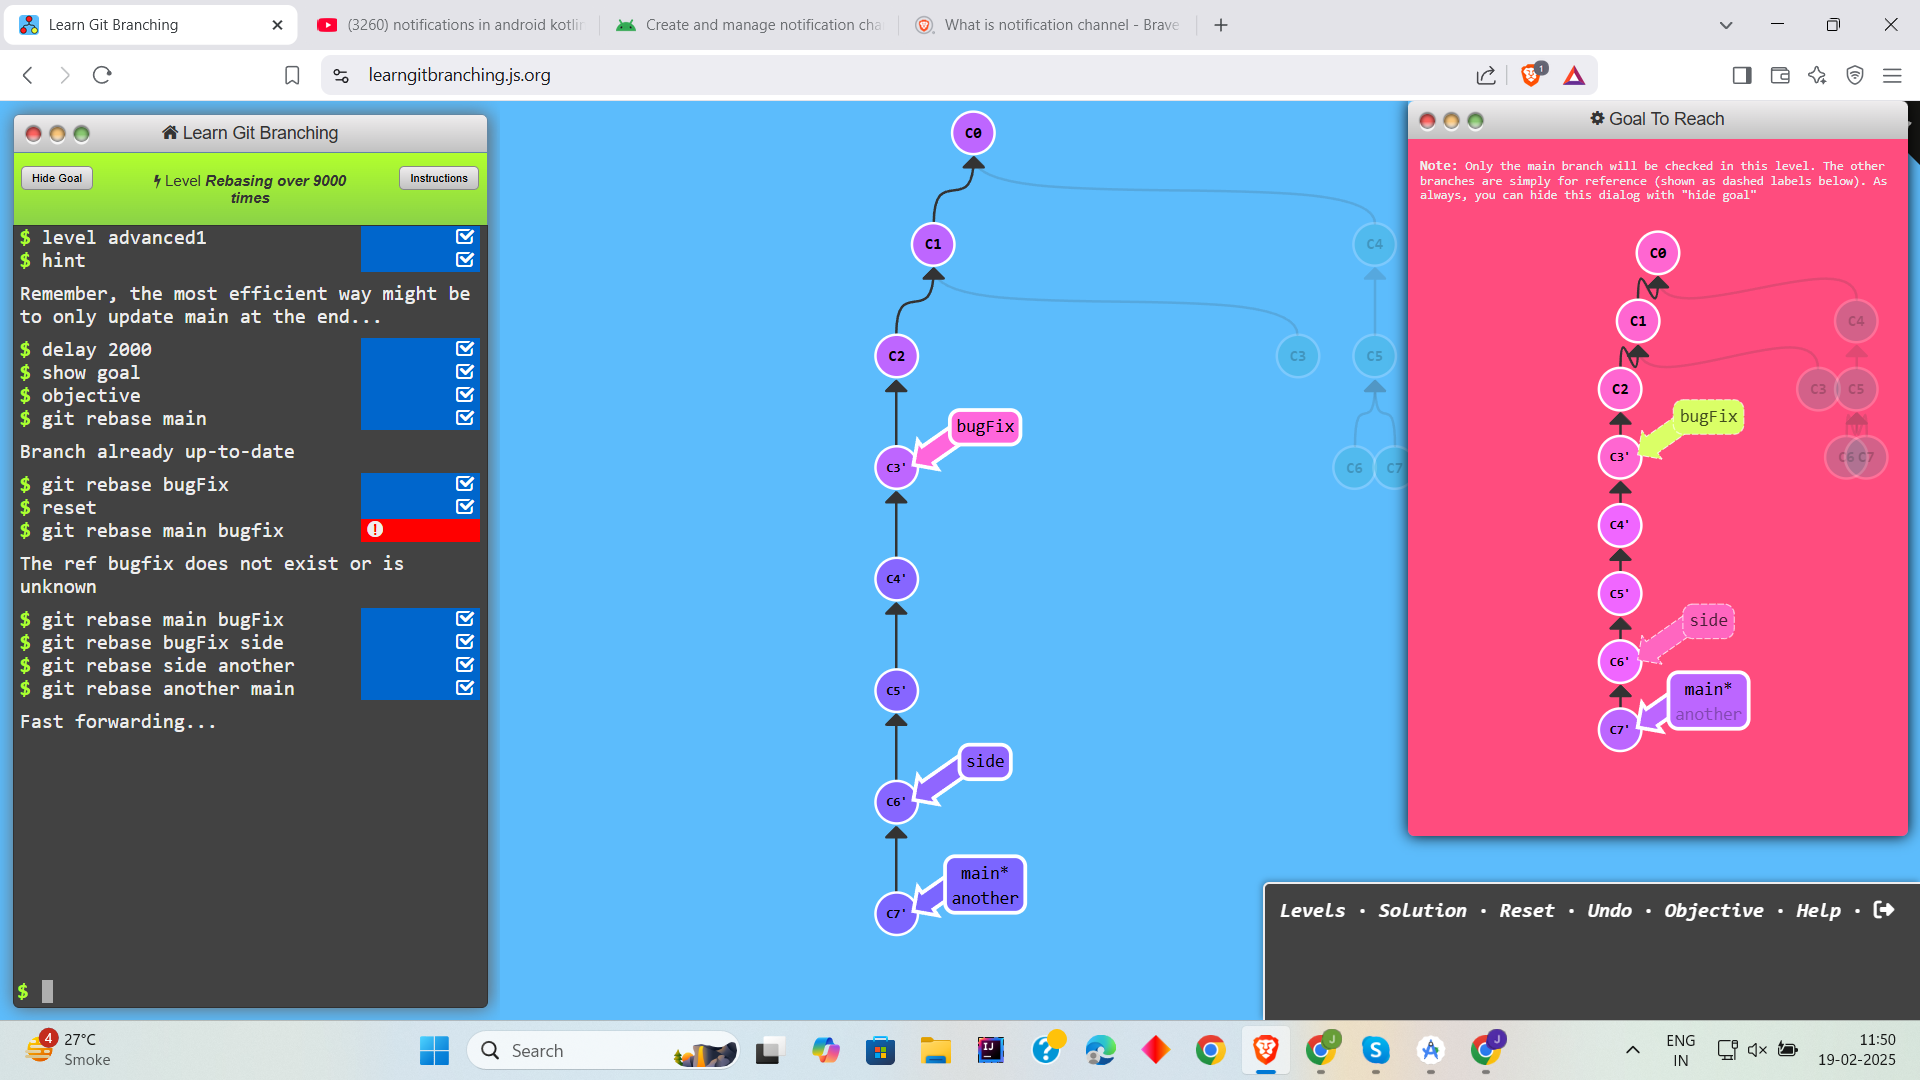 Learn Git Branching
(3260) notifications in android kotlin
Create and manage notification cha
What is notification channel - Brave
learngitbranching.js.org
1
Learn Git Branching
Hide Goal
Level Rebasing over 9000
times
Instructions
$ level advanced1
$ hint
Remember, the most efficient way might be
to only update main at the end...
$ delay 2000
$ show goal
$ objective
$ git rebase main
Branch already up-to-date
$ git rebase bugFix
$ reset
$ git rebase main bugfix
The ref bugfix does not exist or is
unknown
$ git rebase main bugFix
$ git rebase bugFix side
$ git rebase side another
$ git rebase another main
Fast forwarding...
$
C0
C1
C4
C2
C3
C5
bugFix
C3'
C6
C7
C4'
C5'
side
C6'
main*
another
C7'
Goal To Reach
Note: Only the main branch will be checked in this level. The other
branches are simply for reference (shown as dashed labels below). As
always, you can hide this dialog with "hide goal"
C0
C1
C4
C2
C3
C5
bugFix
C3'
C6
C7
C4'
C5'
side
C6'
main*
another
C7'
Levels · Solution · Reset · Undo · Objective · Help ·
4
27°C
Smoke
Search
IJ
J
S
J
ENG
IN
11:50
19-02-2025